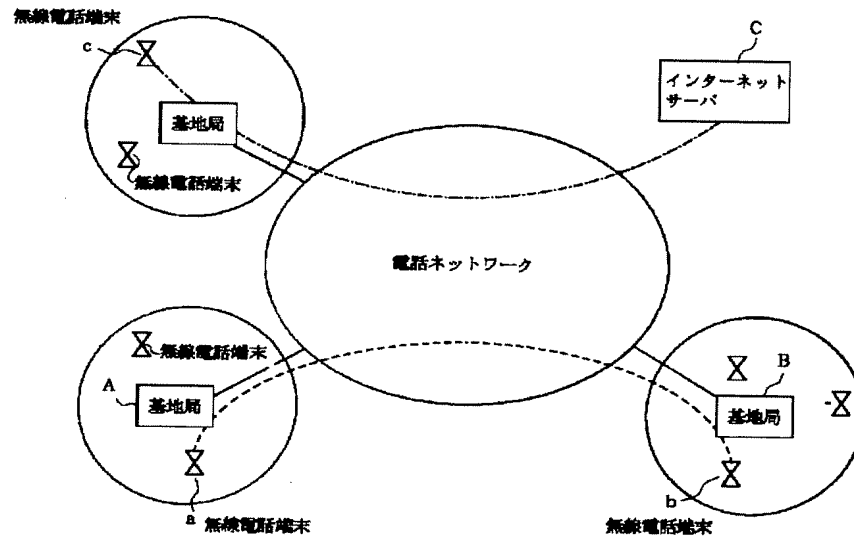 無線電話端末
c
基地局
無線電話端末
C
インターネット
サーバ
電話ネットワーク
無線電話端末
A
基地局
a
無線電話端末
B
基地局
b
無線電話端末